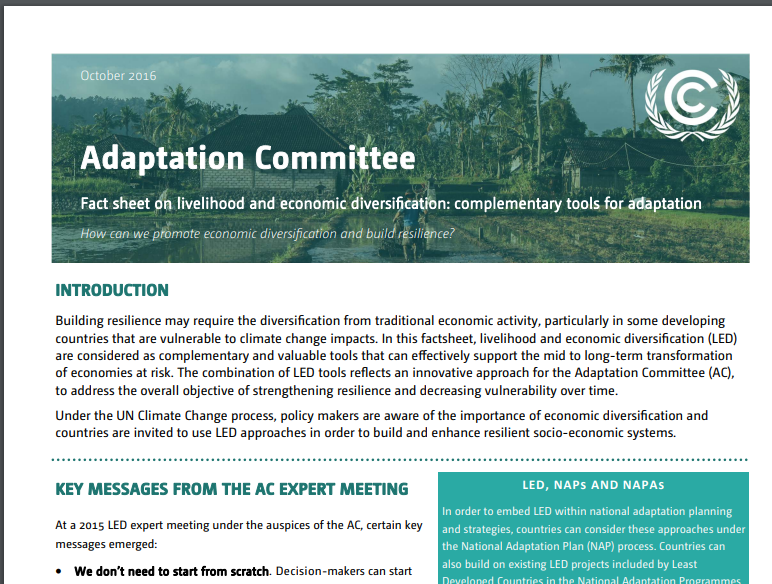 October 2016
Adaptation Committee
Fact sheet on livelihood and economic diversification: complementary tools for adaptation
How can we promote economic diversification and build resilience?
INTRODUCTION
Building resilience may require the diversification from traditional economic activity, particularly in some developing
countries that are vulnerable to climate change impacts. In this factsheet, livelihood and economic diversification (LED)
are considered as complementary and valuable tools that can effectively support the mid to long-term transformation
of economies at risk. The combination of LED tools reflects an innovative approach for the Adaptation Committee (AC),
to address the overall objective of strengthening resilience and decreasing vulnerability over time.
Under the UN Climate Change process, policy makers are aware of the importance of economic diversification and
countries are invited to use LED approaches in order to build and enhance resilient socio-economic systems.
KEY MESSAGES FROM THE AC EXPERT MEETING
At a 2015 LED expert meeting under the auspices of the AC, certain key
messages emerged:
• We don't need to start from scratch. Decision-makers can start
LED, NAPs AND NAPAs
In order to embed LED within national adaptation planning
and strategies, countries can consider these approaches under
the National Adaptation Plan (NAP) process. Countries can
also build on existing LED projects included by Least
Developed Countries in the National Adaptation Programmes